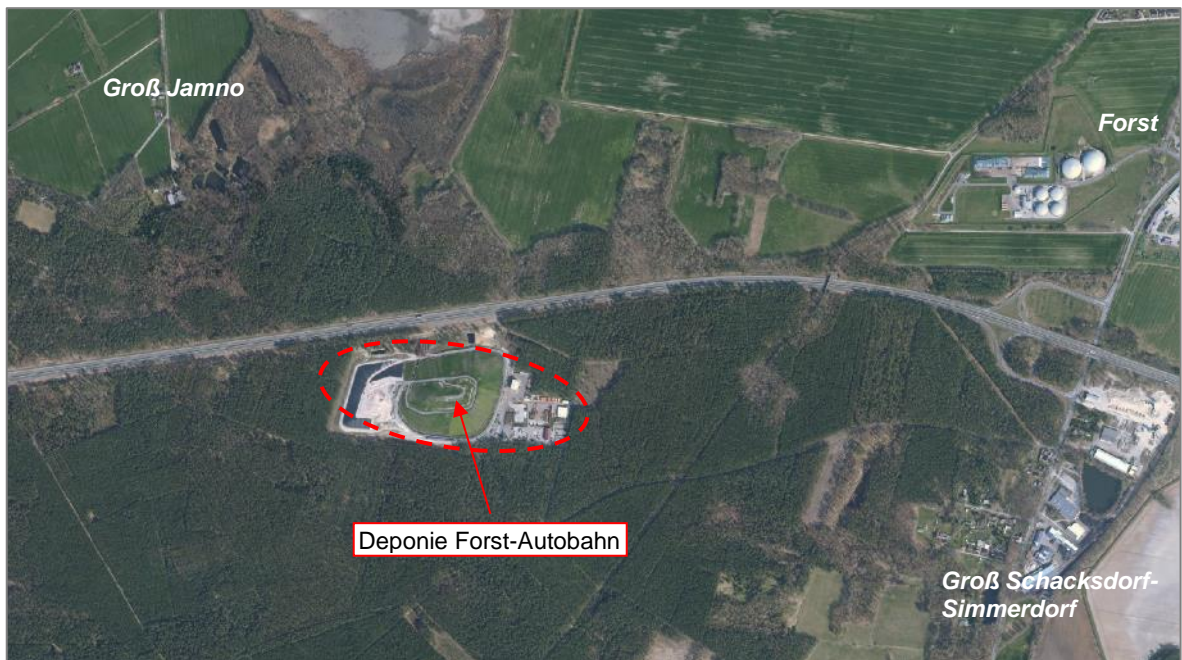 Groß Jamno
Forst
Deponie Forst-Autobahn
Groß Schacksdorf-
Simmerdorf